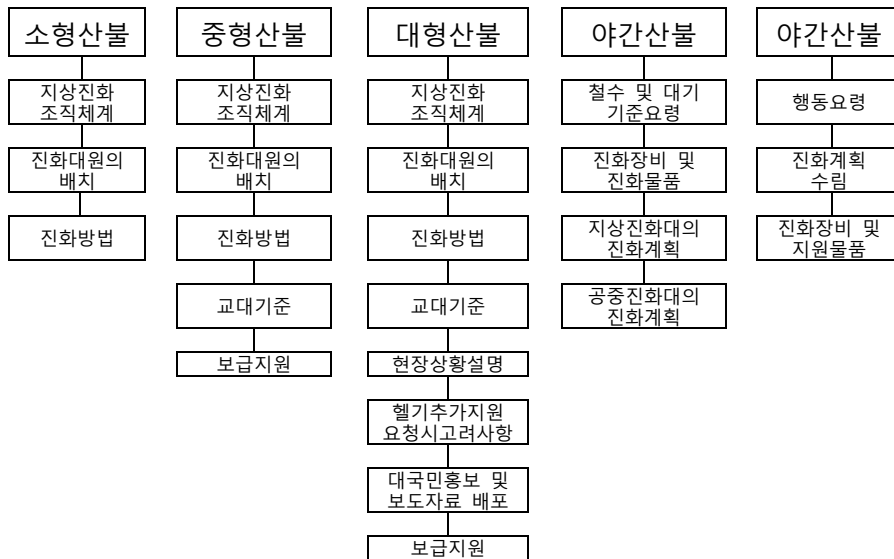 소형산불
지상진화
조직체계
진화대원의
배치
진화방법
중형산불
지상진화
조직체계
진화대원의
배치
진화방법
교대기준
보급지원
대형산불
지상진화
조직체계
진화대원의
배치
진화방법
교대기준
현장상황설명
헬기추가지원
요청시고려사항
대국민홍보 및
보도자료 배포
보급지원
야간산불
철수 및 대기
기준요령
진화장비 및
진화물품
지상진화대의
진화계획
공중진화대의
진화계획
야간산불
행동요령
진화계획
수림
진화장비 및
지원물품